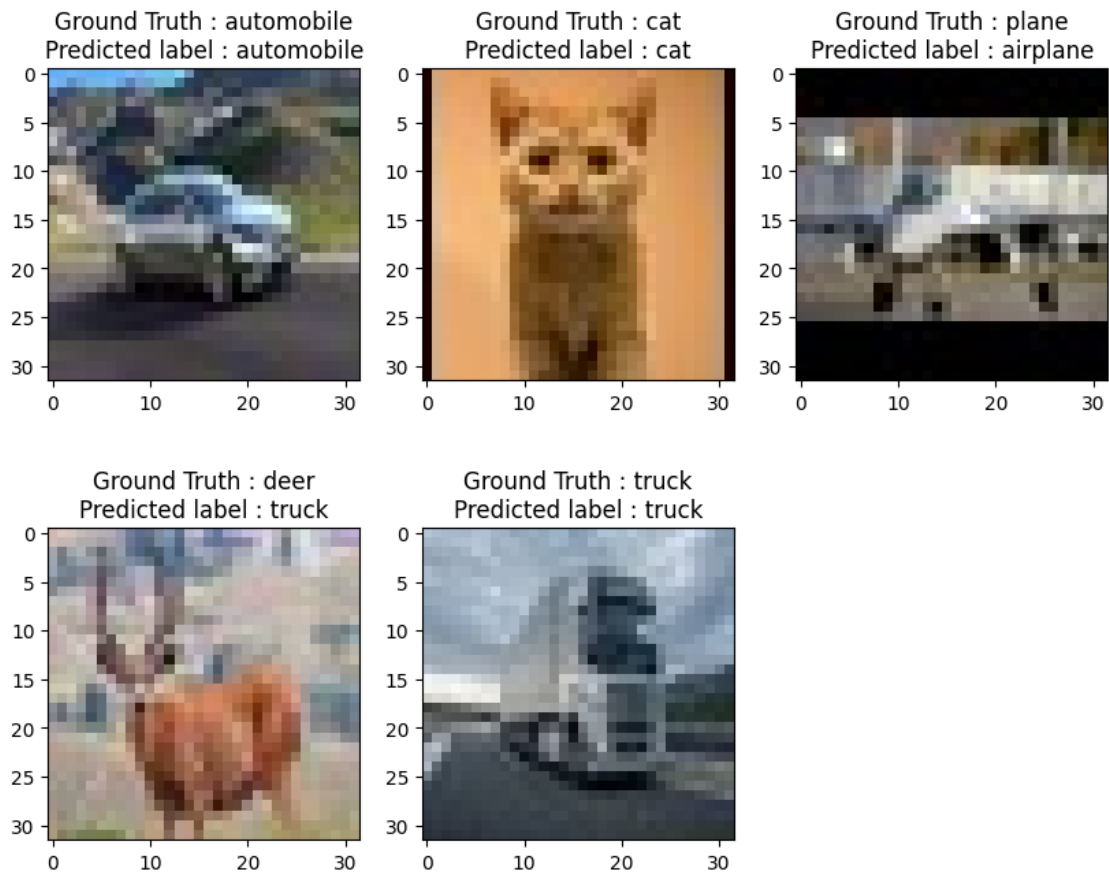 Ground Truth : automobile
Predicted label : automobile
Ground Truth : cat
Predicted label : cat
Ground Truth : plane
Predicted label : airplane
0
5
10
15
20
25
30
0 10 20 30
0
5
10
15
20
25
30
0 10 20 30
0
5
10
15
20
25
30
0 10 20 30
Ground Truth : deer
Predicted label : truck
Ground Truth : truck
Predicted label : truck
0
5
10
15
20
25
30
0 10 20 30
0
5
10
15
20
25
30
0 10 20 30